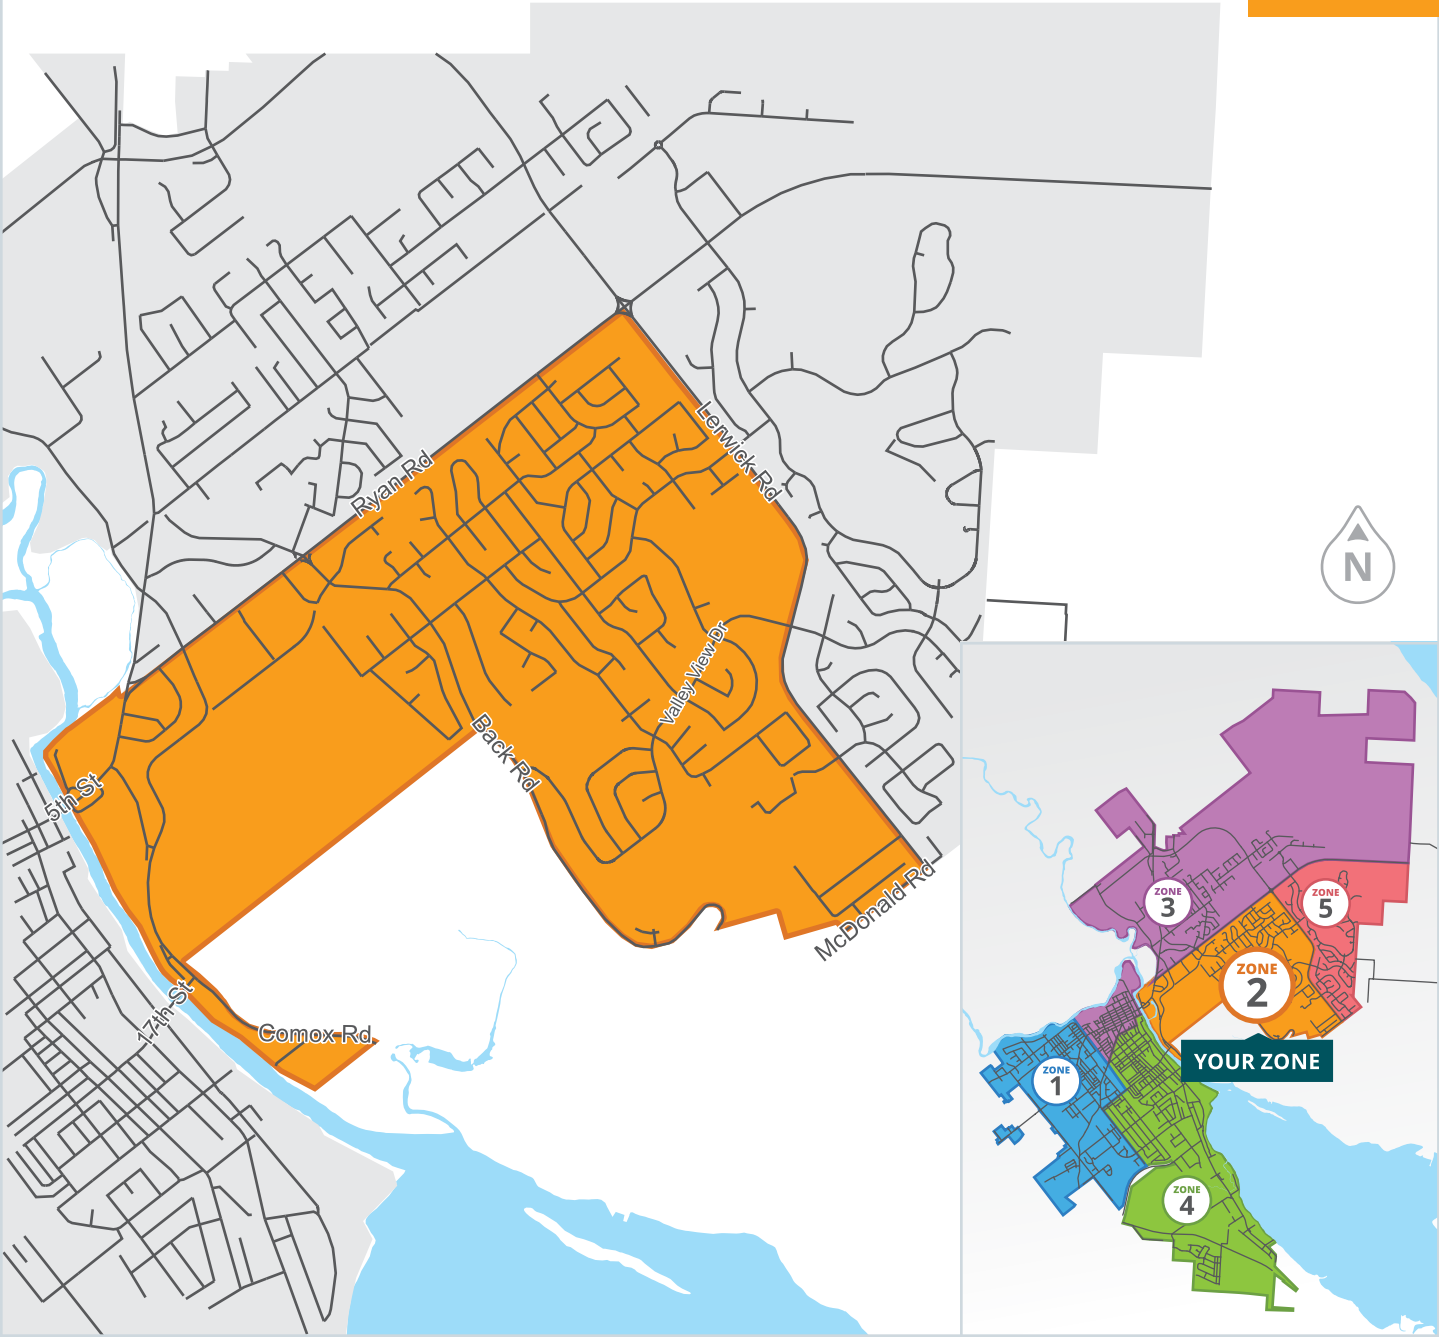 Ryan Rd
Lerwick Rd
N
Valley View Dr
Back Rd
5th St
McDonald Rd
17th St
Comox Rd
ZONE
3
ZONE
5
ZONE
2
YOUR ZONE
ZONE
1
ZONE
4